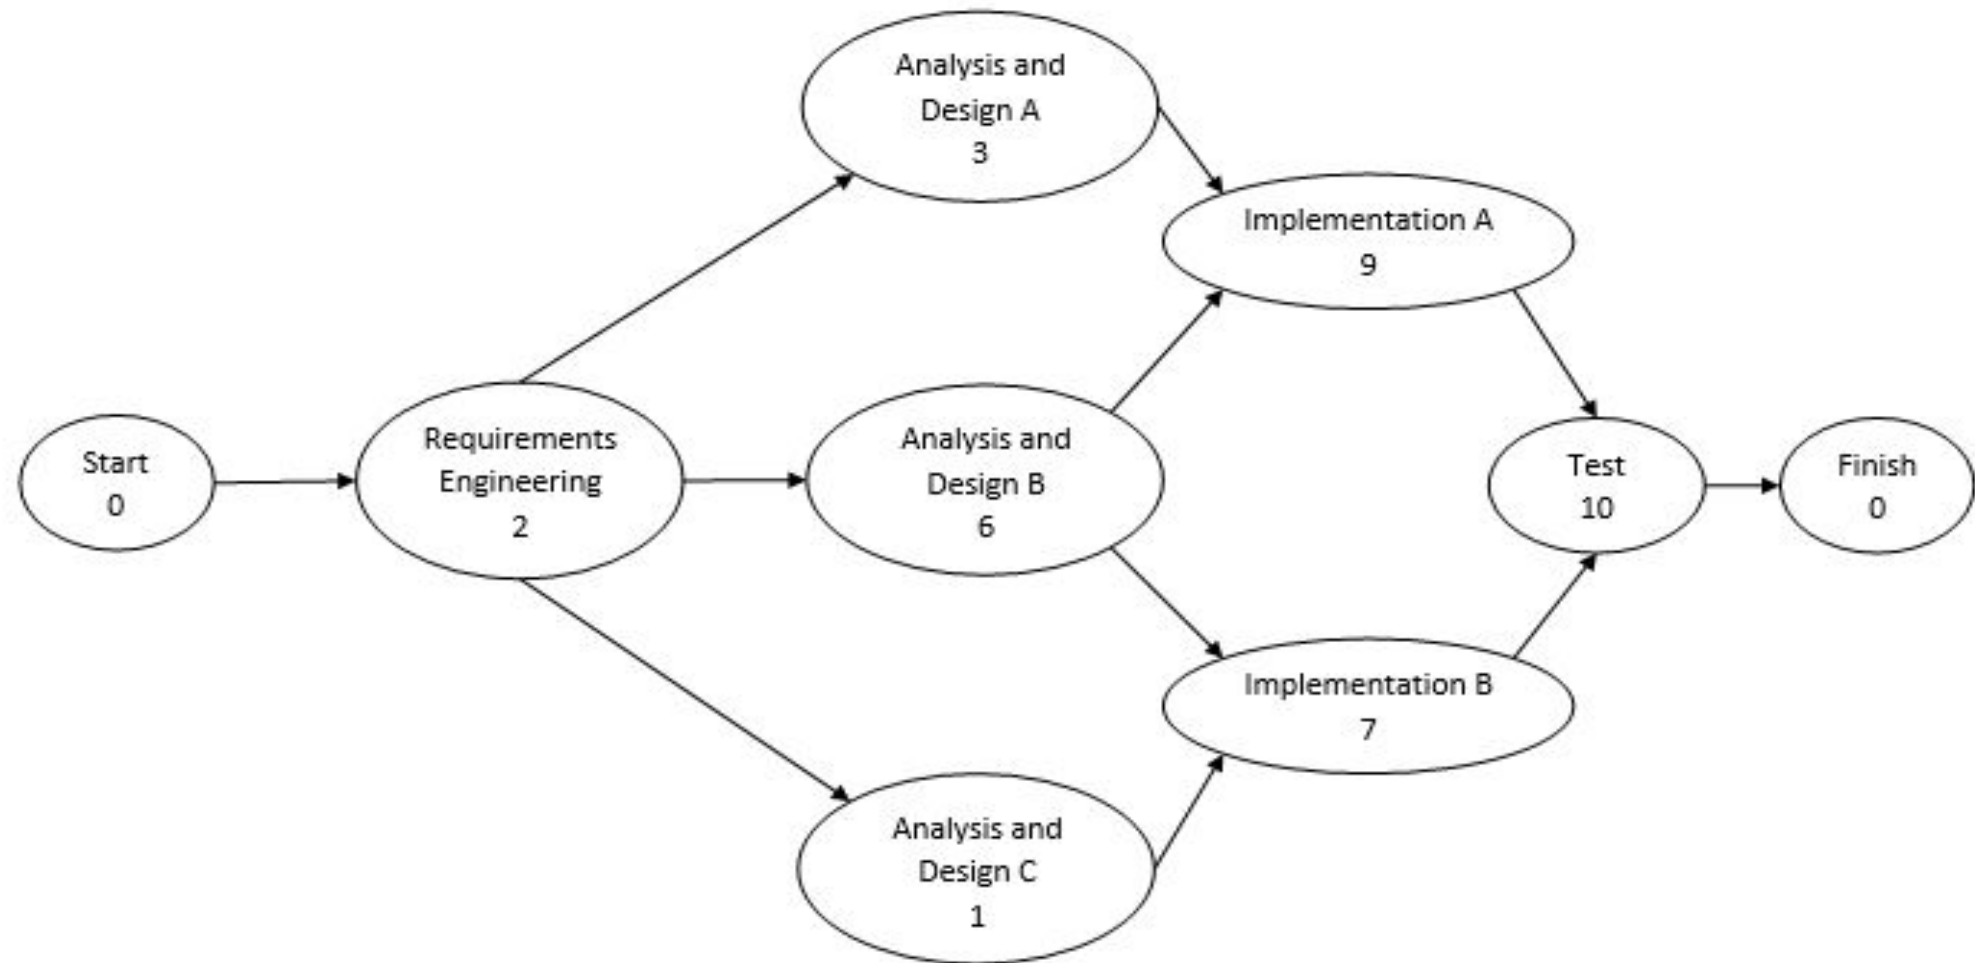 Start
0
Requirements
Engineering
2
Analysis and
Design A
3
Analysis and
Design B
6
Analysis and
Design C
1
Implementation A
9
Implementation B
7
Test
10
Finish
0